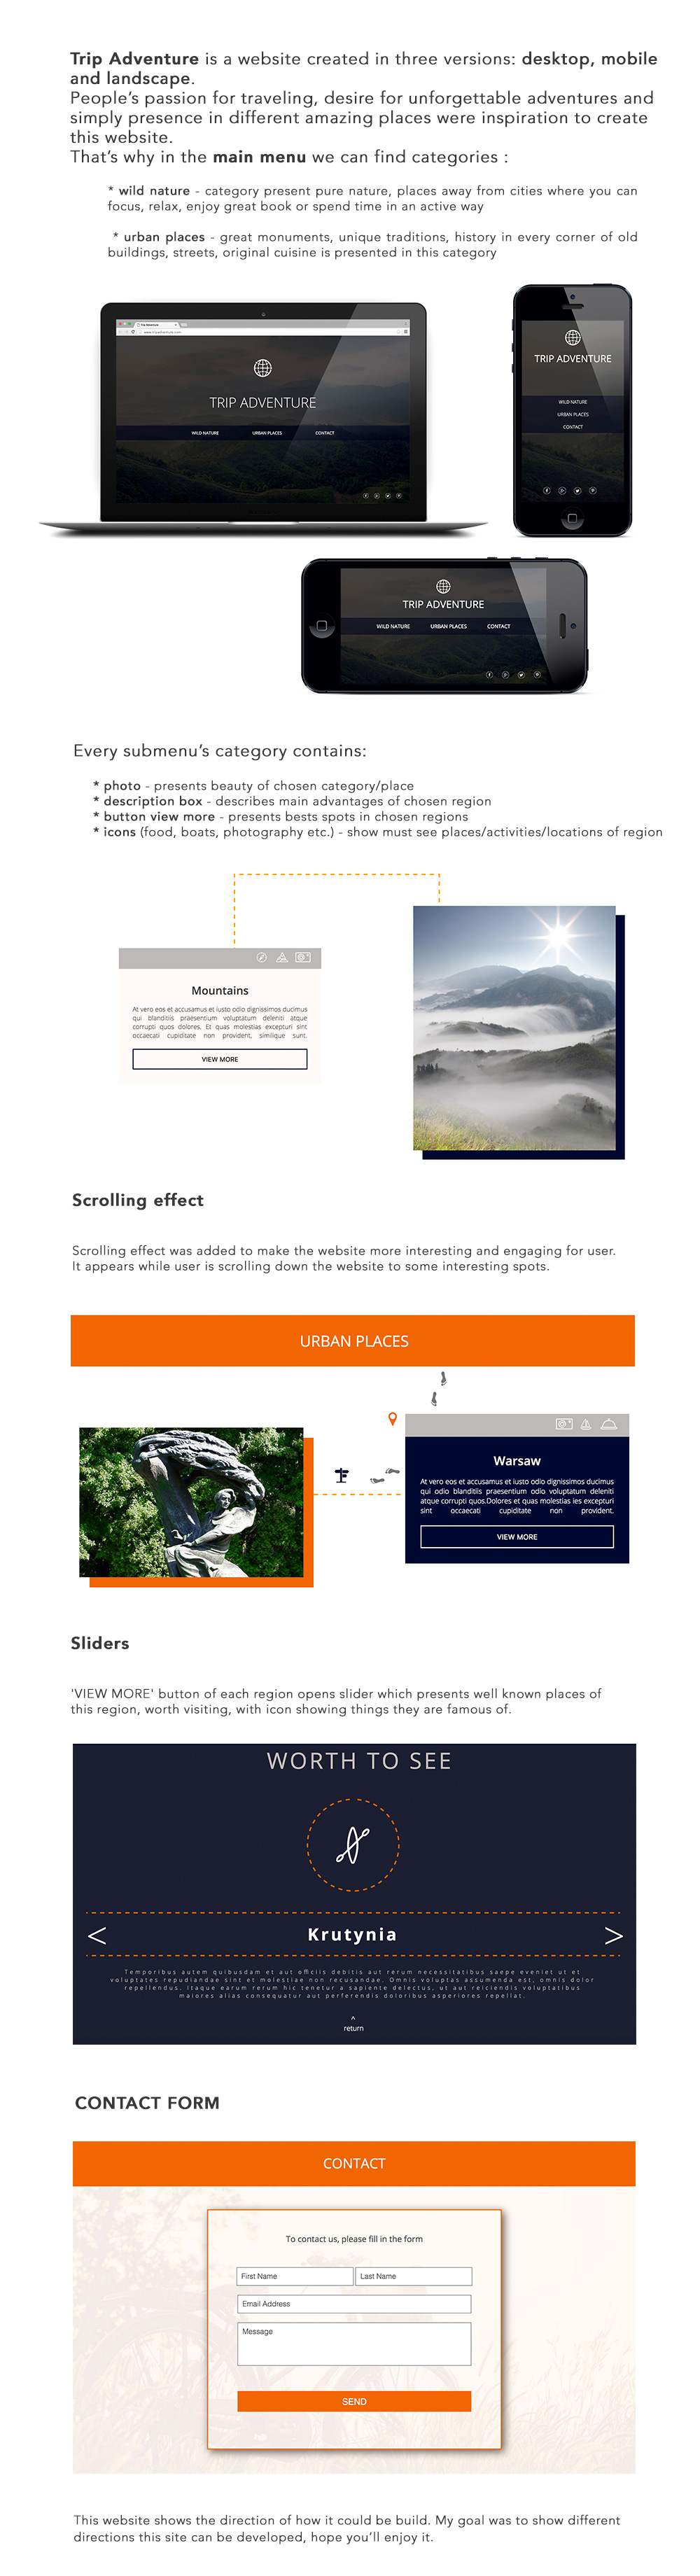 Trip Adventure is a website created in three versions: desktop, mobile
and landscape.
People's passion for traveling, desire for unforgettable adventures and
simply presence in different amazing places were inspiration to create
this website.
That's why in the main menu we can find categories :
* wild nature - category present pure nature, places away from cities where you can
focus, relax, enjoy great book or spend time in an active way
* urban places - great monuments, unique traditions, history in every corner of old
buildings, streets, original cuisine is presented in this category
Trip Adventure
www.tripadventure.com
TRIP ADVENTURE
WILD NATURE URBAN PLACES CONTACT
TRIP ADVENTURE
WILD NATURE
URBAN PLACES
CONTACT
TRIP ADVENTURE
WILD NATURE URBAN PLACES CONTACT
Every submenu's category contains:
* photo - presents beauty of chosen category/place
* description box - describes main advantages of chosen region
* button view more - presents bests spots in chosen regions
* icons (food, boats, photography etc.) - show must see places/activities/locations of region
Mountains
At vero eos et accusamus et iusto odio dignissimos ducimus
qui blanditiis praesentium voluptatum deleniti atque
corrupti quos dolores. Et quas molestias excepturi sint
occaecati cupiditate non provident, similique sunt.
VIEW MORE
Scrolling effect
Scrolling effect was added to make the website more interesting and engaging for user.
It appears while user is scrolling down the website to some interesting spots.
URBAN PLACES
Warsaw
At vero eos et accusamus et iusto odio dignissimos ducimus
qui odio blanditiis praesentium odio voluptatum deleniti
atque corrupti quos.Dolores et quas molestias ies excepturi
sint occaecati cupiditate non provident.
VIEW MORE
Sliders
'VIEW MORE' button of each region opens slider which presents well known places of
this region, worth visiting, with icon showing things they are famous of.
WORTH TO SEE
< Krutynia >
Temporibus autem quibusdam et aut officiis debitis aut rerum necessitatibus saepe eveniet ut et
voluptates repudiandae sint et molestiae non recusandae. Omnis voluptas assumenda est, omnis dolor
repellendus. Itaque earum rerum hic tenetur a sapiente delectus, ut aut reiciendis voluptatibus
maiores alias consequatur aut perferendis doloribus asperiores repellat.
^
return
CONTACT FORM
CONTACT
To contact us, please fill in the form
First Name Last Name
Email Address
Message
SEND
This website shows the direction of how it could be build. My goal was to show different
directions this site can be developed, hope you'll enjoy it.